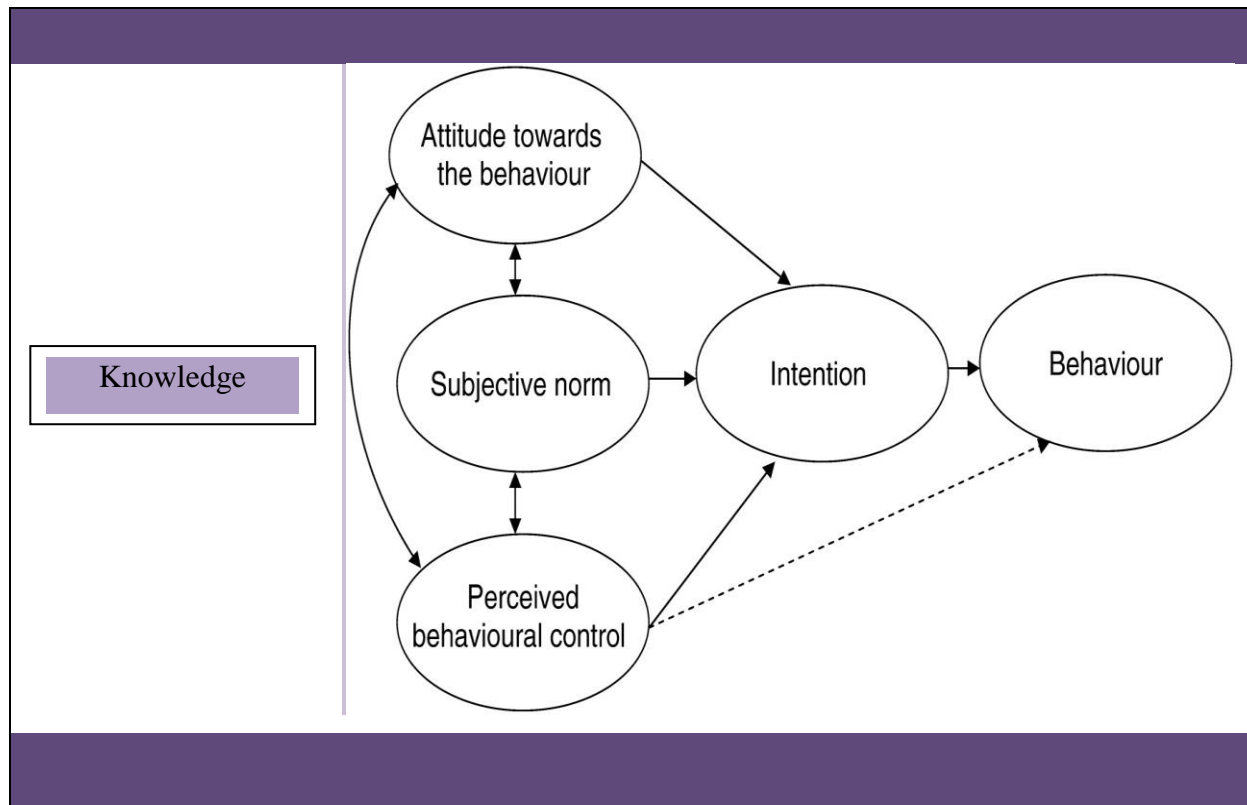 Attitude towards
the behaviour
Knowledge
Subjective norm
Intention
Behaviour
Perceived
behavioural control